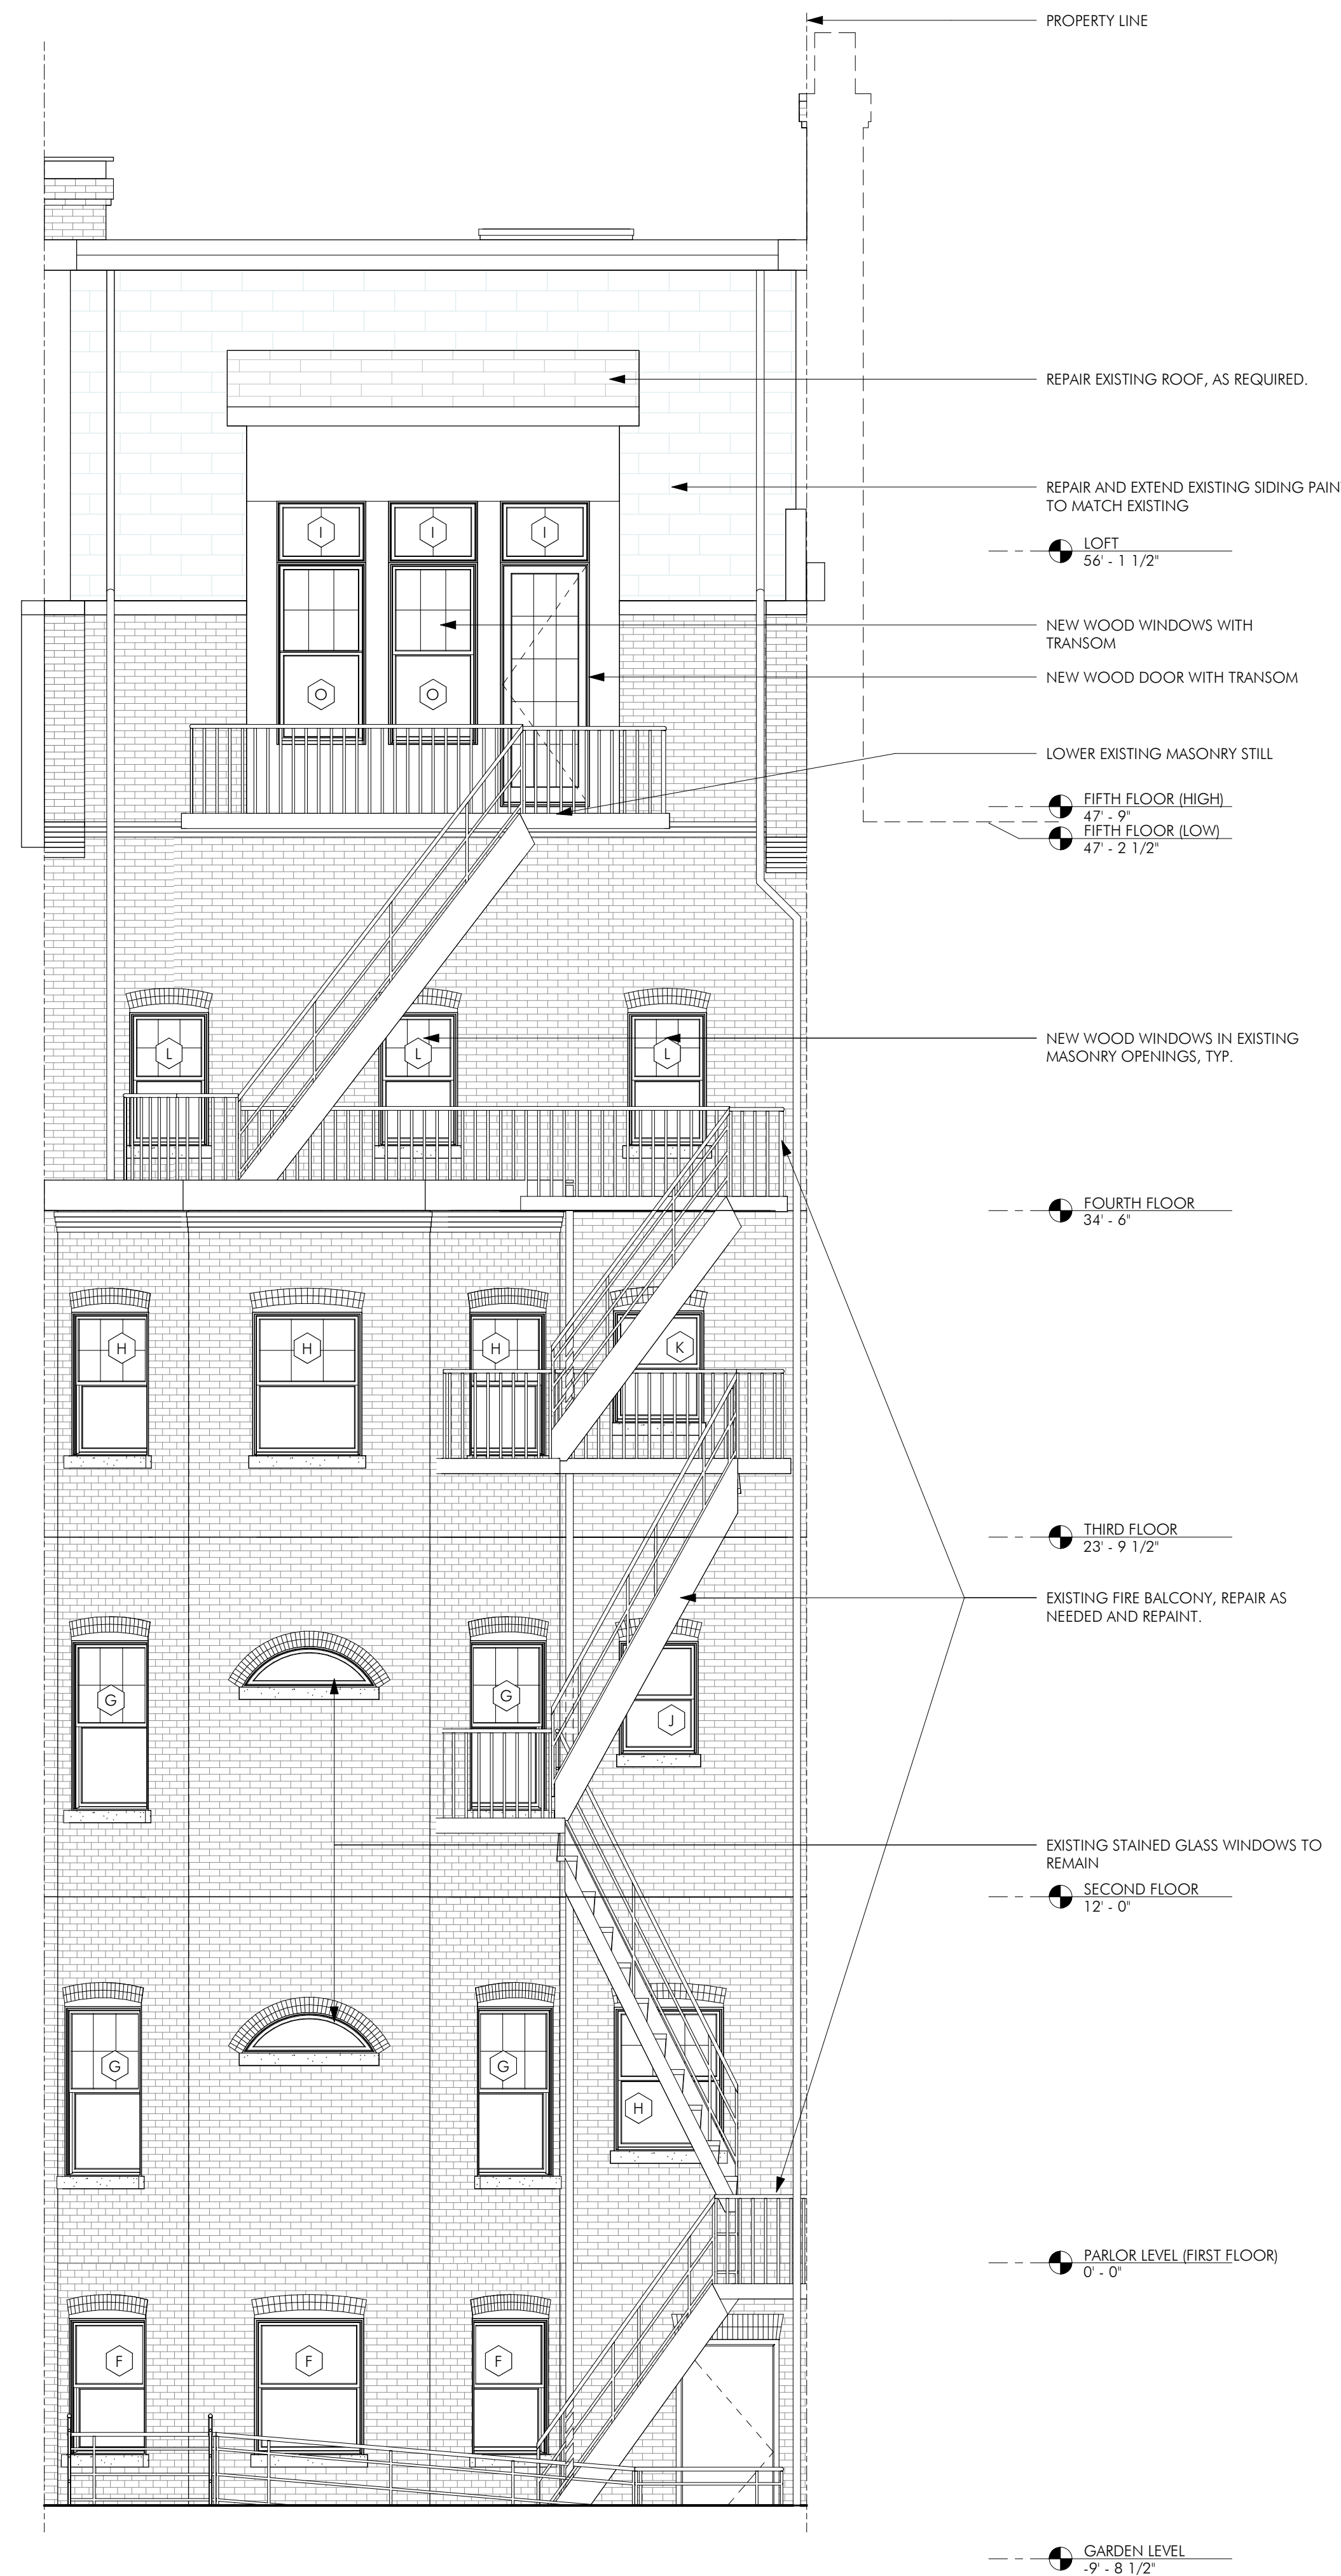 PROPERTY LINE
REPAIR EXISTING ROOF, AS REQUIRED.
REPAIR AND EXTEND EXISTING SIDING PAIN
TO MATCH EXISTING
I I I
LOFT
56' - 1 1/2"
NEW WOOD WINDOWS WITH
TRANSOM
NEW WOOD DOOR WITH TRANSOM
O O
LOWER EXISTING MASONRY STILL
FIFTH FLOOR (HIGH)
47' - 9"
FIFTH FLOOR (LOW)
47' - 2 1/2"
NEW WOOD WINDOWS IN EXISTING
MASONRY OPENINGS, TYP.
L L L
FOURTH FLOOR
34' - 6"
H H H K
THIRD FLOOR
23' - 9 1/2"
EXISTING FIRE BALCONY, REPAIR AS
NEEDED AND REPAINT.
G G J
EXISTING STAINED GLASS WINDOWS TO
REMAIN
SECOND FLOOR
12' - 0"
G G H
PARLOR LEVEL (FIRST FLOOR)
0' - 0"
F F F
GARDEN LEVEL
-9' - 8 1/2"